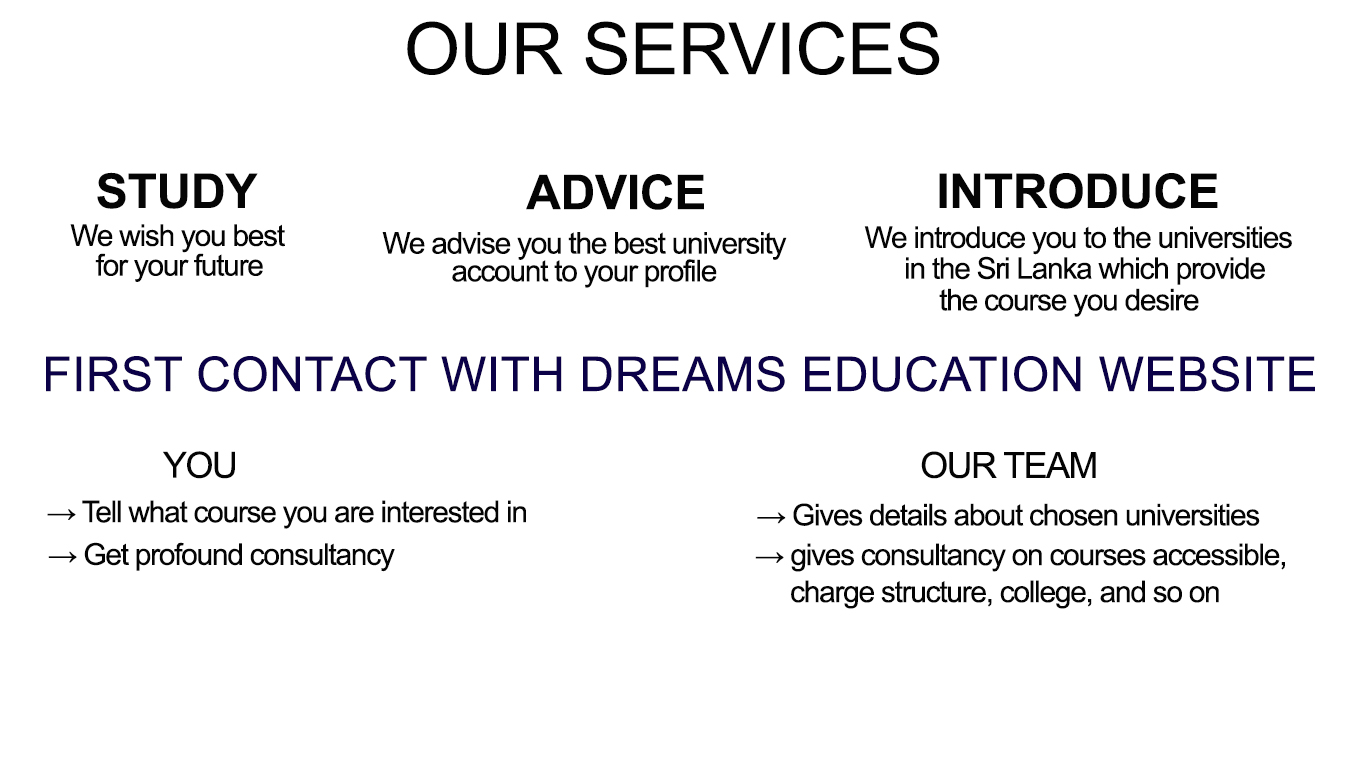 OUR SERVICES
STUDY
We wish you best
for your future
ADVICE
We advise you the best university
account to your profile
INTRODUCE
We introduce you to the universities
in the Sri Lanka which provide
the course you desire
FIRST CONTACT WITH DREAMS EDUCATION WEBSITE
YOU
→ Tell what course you are interested in
→ Get profound consultancy
OUR TEAM
→ Gives details about chosen universities
→ gives consultancy on courses accessible,
charge structure, college, and so on